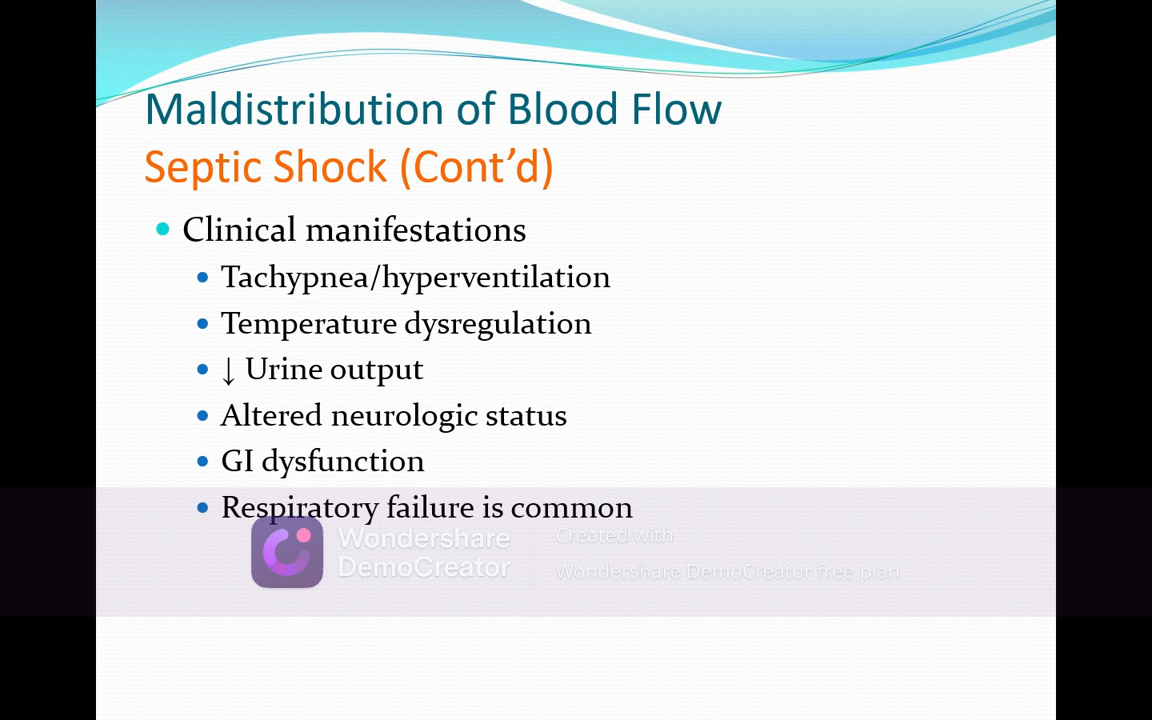 Maldistribution of Blood Flow
Septic Shock (Cont’d)
Clinical manifestations
Tachypnea/hyperventilation
Temperature dysregulation
↓ Urine output
Altered neurologic status
GI dysfunction
Respiratory failure is common
Wondershare
DemoCreator
Created with
Wondershare DemoCreator free plan